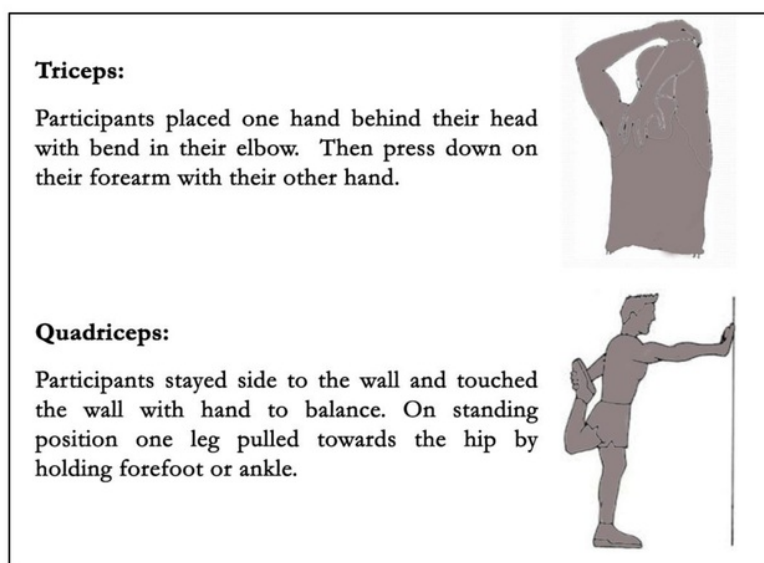 Triceps:
Participants placed one hand behind their head
with bend in their elbow. Then press down on
their forearm with their other hand.
Quadriceps:
Participants stayed side to the wall and touched
the wall with hand to balance. On standing
position one leg pulled towards the hip by
holding forefoot or ankle.